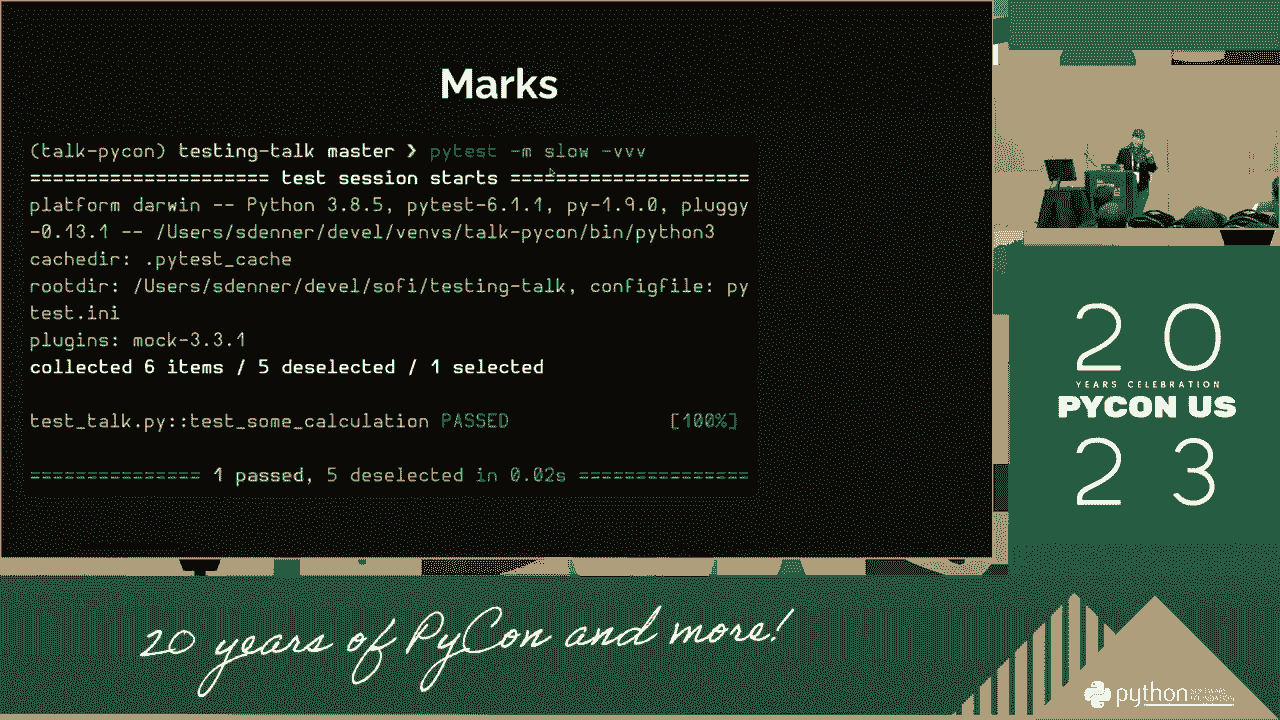 Marks
(talk-pycon) testing-talk master ❯ pytest -m slow -vvv
==================== test session starts =====================
platform darwin -- Python 3.8.5, pytest-6.1.1, py-1.9.0, pluggy
-0.13.1 -- /Users/sdenner/devel/venvs/talk-pycon/bin/python3
cachedir: .pytest_cache
rootdir: /Users/sdenner/devel/sofi/testing-talk, configfile: py
test.ini
plugins: mock-3.3.1
collected 6 items / 5 deselected / 1 selected
test_talk.py::test_some_calculation PASSED [100%]
============== 1 passed, 5 deselected in 0.02s ==============
20
YEARS CELEBRATION
PYCON US
23
20 years of PyCon and more!
python
SOFTWARE
FOUNDATION